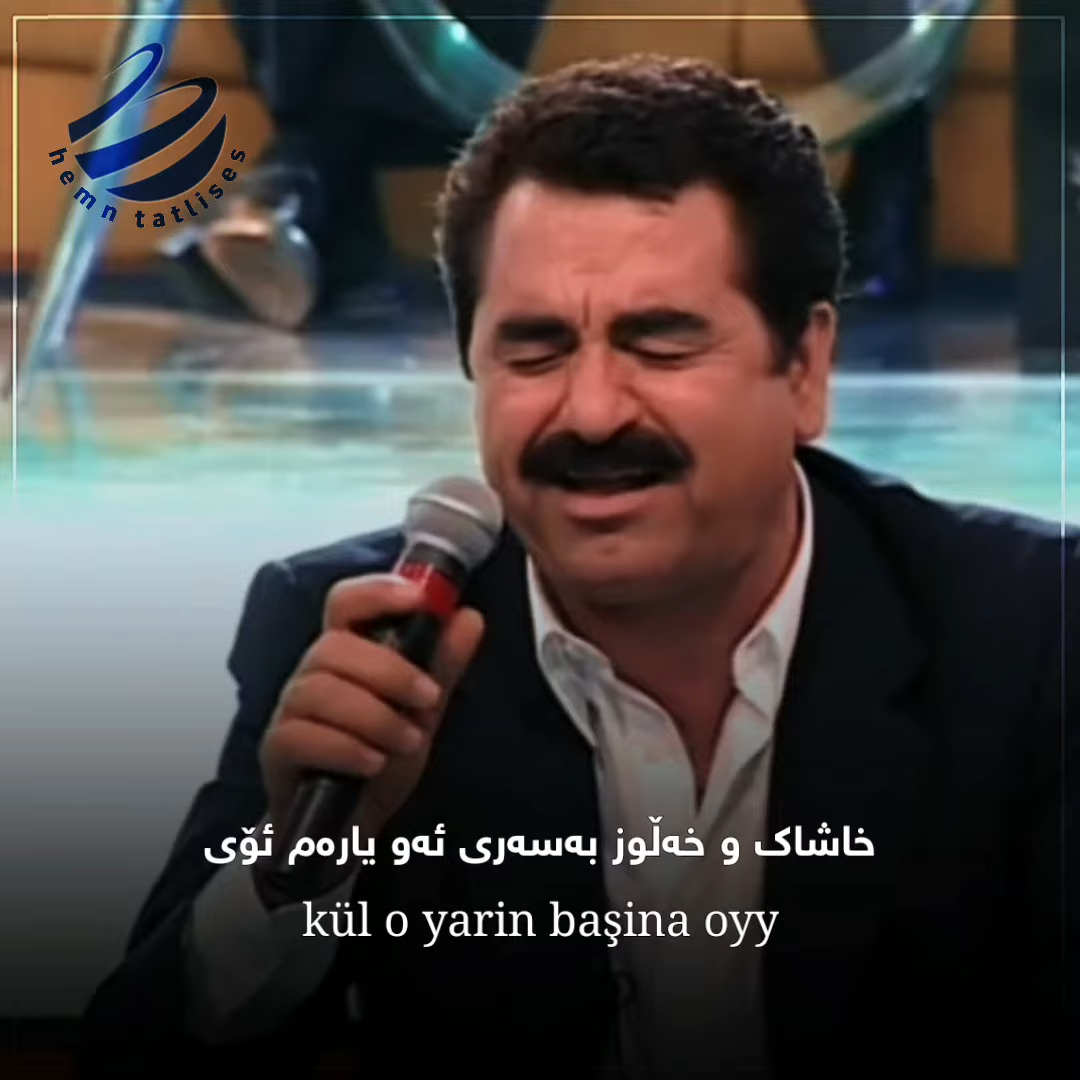 hemn tatlises
خاشاک و خەڵوز بەسەری ئەو یارەم ئۆی
kül o yarin başina oyy